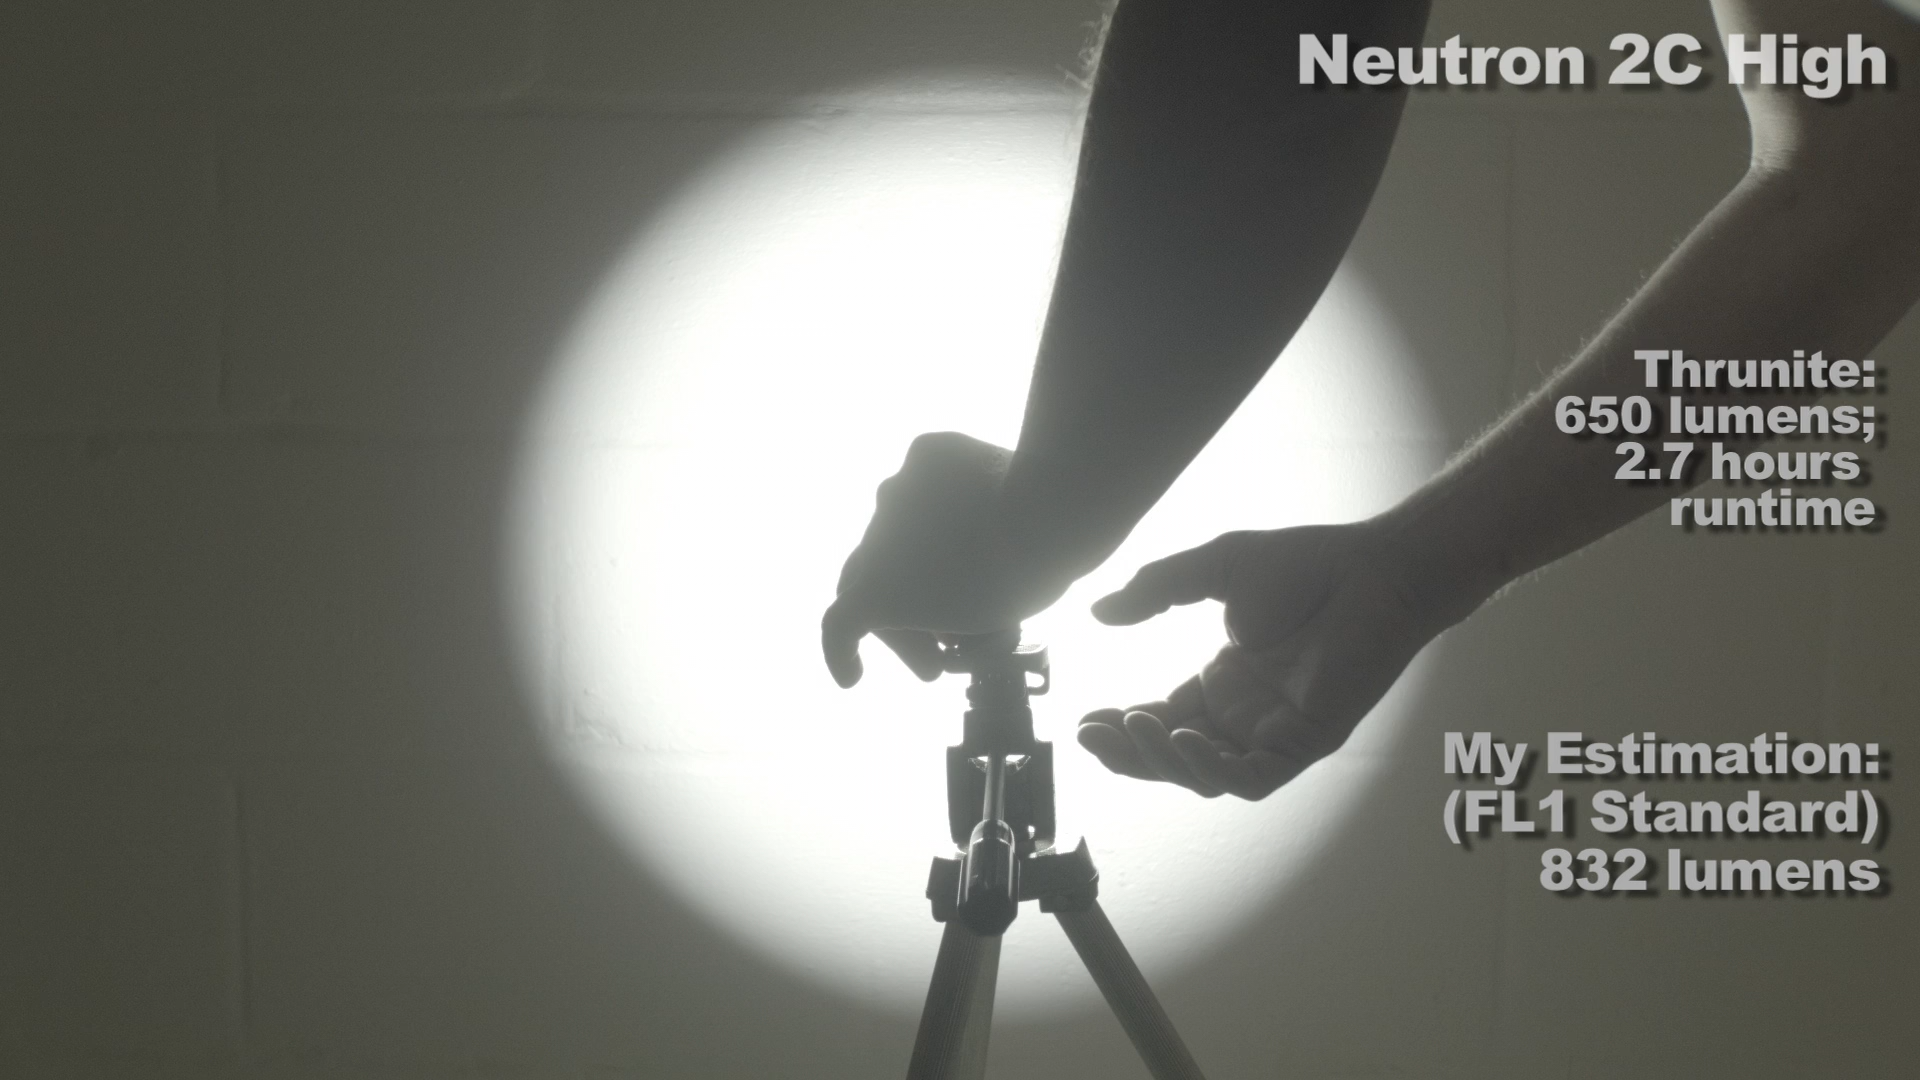 Neutron 2C High
Thrunite:
650 lumens;
2.7 hours
runtime
My Estimation:
(FL1 Standard)
832 lumens